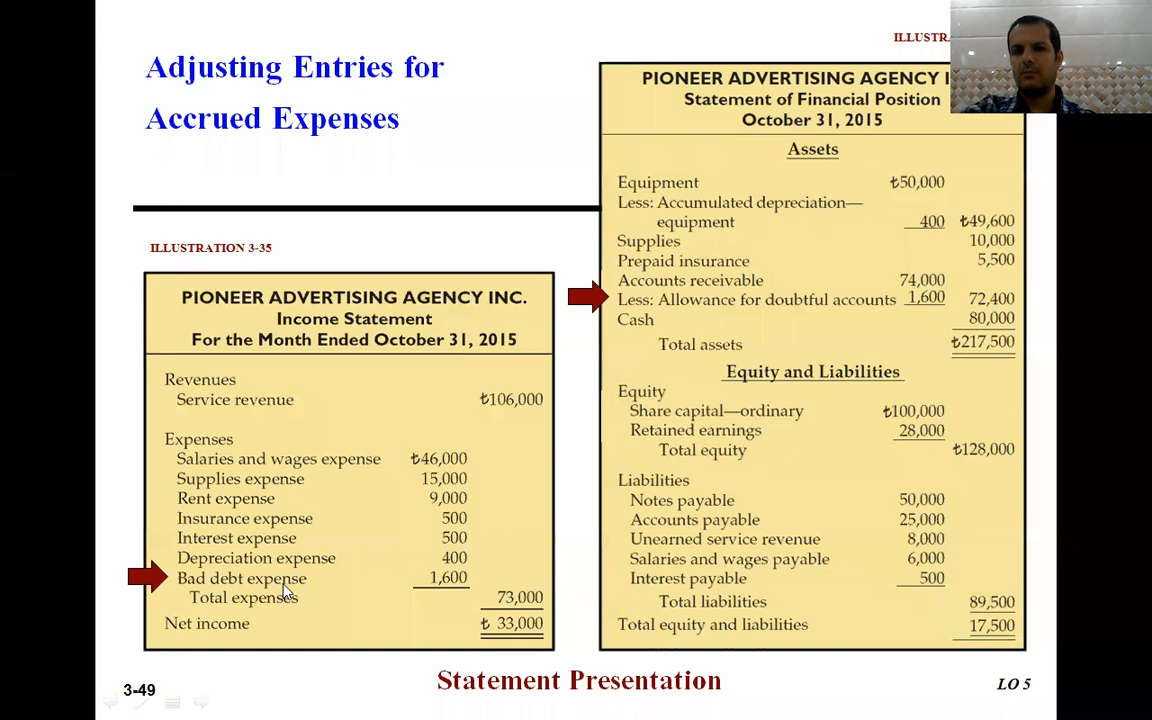 Adjusting Entries for
Accrued Expenses
ILLUSTRATION 3-35
PIONEER ADVERTISING AGENCY INC.
Income Statement
For the Month Ended October 31, 2015
Revenues
Service revenue ₺106,000
Expenses
Salaries and wages expense ₺46,000
Supplies expense 15,000
Rent expense 9,000
Insurance expense 500
Interest expense 500
Depreciation expense 400
Bad debt expense 1,600
Total expenses 73,000
Net income ₺ 33,000
PIONEER ADVERTISING AGENCY
Statement of Financial Position
October 31, 2015
Assets
Equipment ₺50,000
Less: Accumulated depreciation—
equipment 400 ₺49,600
Supplies 10,000
Prepaid insurance 5,500
Accounts receivable 74,000
Less: Allowance for doubtful accounts 1,600 72,400
Cash 80,000
Total assets ₺217,500
Equity and Liabilities
Equity
Share capital—ordinary ₺100,000
Retained earnings 28,000
Total equity ₺128,000
Liabilities
Notes payable 50,000
Accounts payable 25,000
Unearned service revenue 8,000
Salaries and wages payable 6,000
Interest payable 500
Total liabilities 89,500
Total equity and liabilities 17,500
Statement Presentation
3-49
LO 5